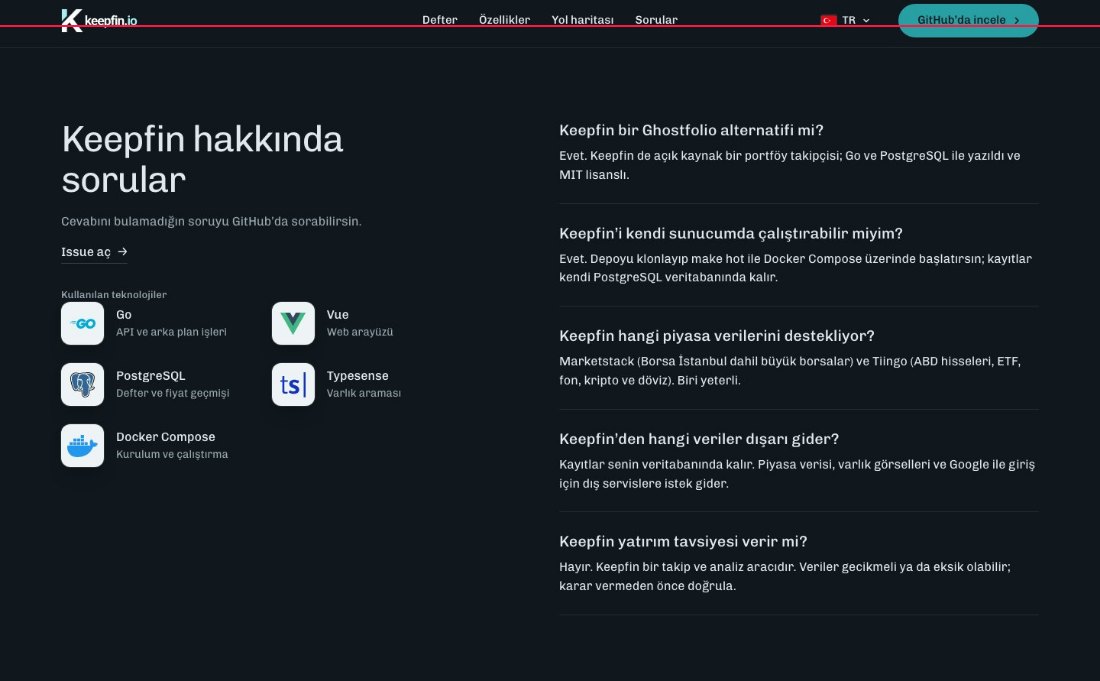 keepfin.io
Defter
Özellikler
Yol haritası
Sorular
TR
GitHub'da incele
Keepfin hakkında
sorular
Cevabını bulamadığın soruyu GitHub'da sorabilirsin.
Issue aç →
Kullanılan teknolojiler
GO
Go
API ve arka plan işleri
Vue
Web arayüzü
PostgreSQL
Defter ve fiyat geçmişi
ts|
Typesense
Varlık araması
Docker Compose
Kurulum ve çalıştırma
Keepfin bir Ghostfolio alternatifi mi?
Evet. Keepfin de açık kaynak bir portföy takipçisi; Go ve PostgreSQL ile yazıldı ve
MIT lisanslı.
Keepfin'i kendi sunucumda çalıştırabilir miyim?
Evet. Depoyu klonlayıp make hot ile Docker Compose üzerinde başlatırsın; kayıtlar
kendi PostgreSQL veritabanında kalır.
Keepfin hangi piyasa verilerini destekliyor?
Marketstack (Borsa İstanbul dahil büyük borsalar) ve Tiingo (ABD hisseleri, ETF,
fon, kripto ve döviz). Biri yeterli.
Keepfin'den hangi veriler dışarı gider?
Kayıtlar senin veritabanında kalır. Piyasa verisi, varlık görselleri ve Google ile giriş
için dış servislere istek gider.
Keepfin yatırım tavsiyesi verir mi?
Hayır. Keepfin bir takip ve analiz aracıdır. Veriler gecikmeli ya da eksik olabilir;
karar vermeden önce doğrula.